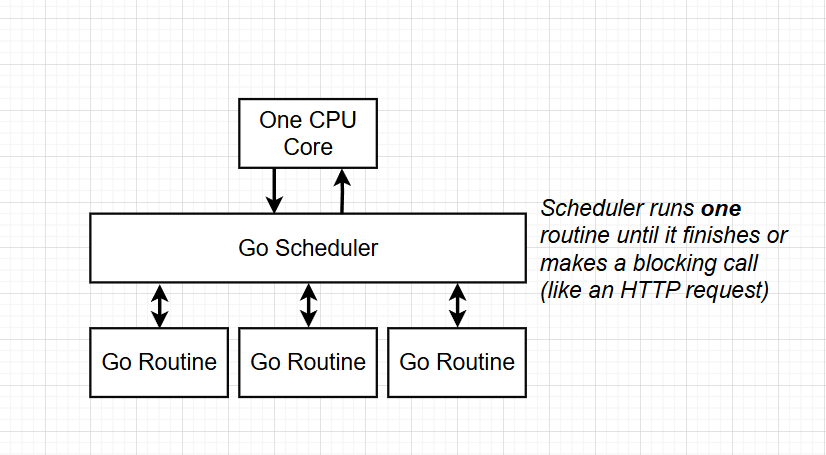 One CPU
Core
Go Scheduler
Scheduler runs one
routine until it finishes or
makes a blocking call
(like an HTTP request)
Go Routine
Go Routine
Go Routine